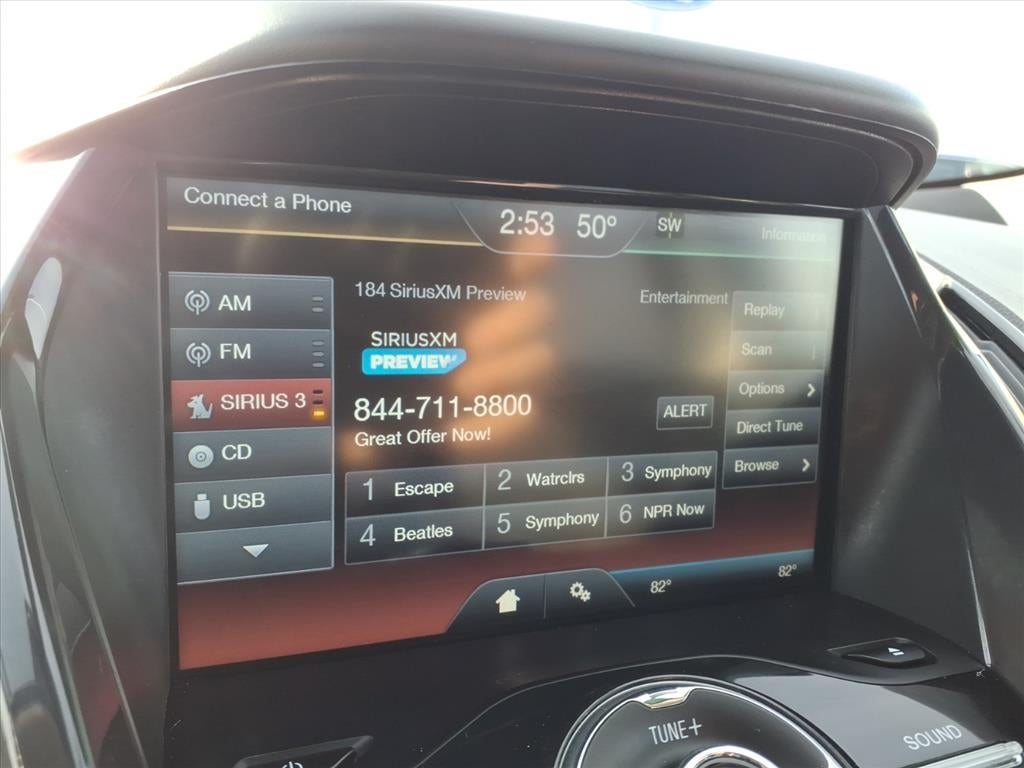 Connect a Phone
2:53 50° SW
Information
AM
FM
SIRIUS 3
CD
USB
184 SiriusXM Preview
Entertainment
SIRIUSXM
PREVIEW
844-711-8800
Great Offer Now!
ALERT
Replay
Scan
Options
Direct Tune
Browse
1 Escape 2 Watrclrs 3 Symphony
4 Beatles 5 Symphony 6 NPR Now
82° 82°
TUNE+
SOUND